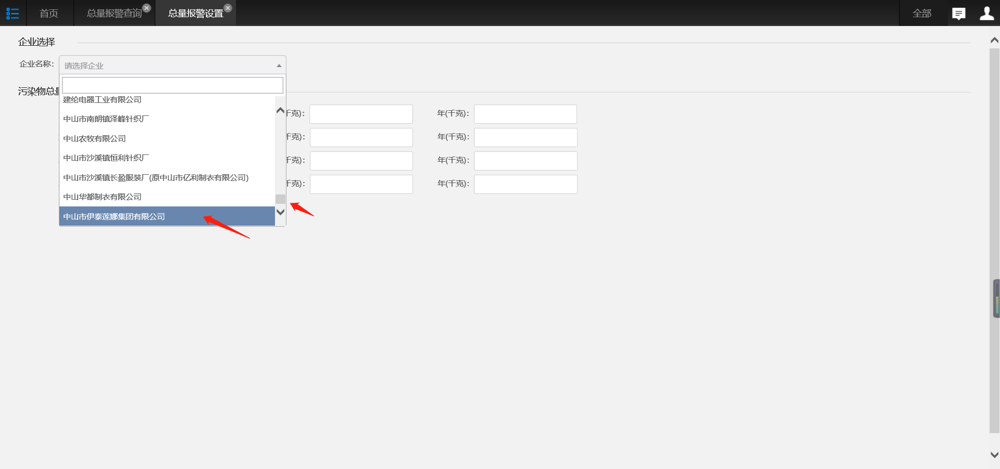 首页
总量报警查询
总量报警设置
全部
企业选择
企业名称：
请选择企业
污染物总量
建纶电器工业有限公司
中山市南朗镇泽峰针织厂
中山农牧有限公司
中山市沙溪镇恒利针织厂
中山市沙溪镇长盈服装厂(原中山市亿利制衣有限公司)
中山华都制衣有限公司
中山市伊泰莲娜集团有限公司
千克)：
年(千克)：
千克)：
年(千克)：
千克)：
年(千克)：
千克)：
年(千克)：